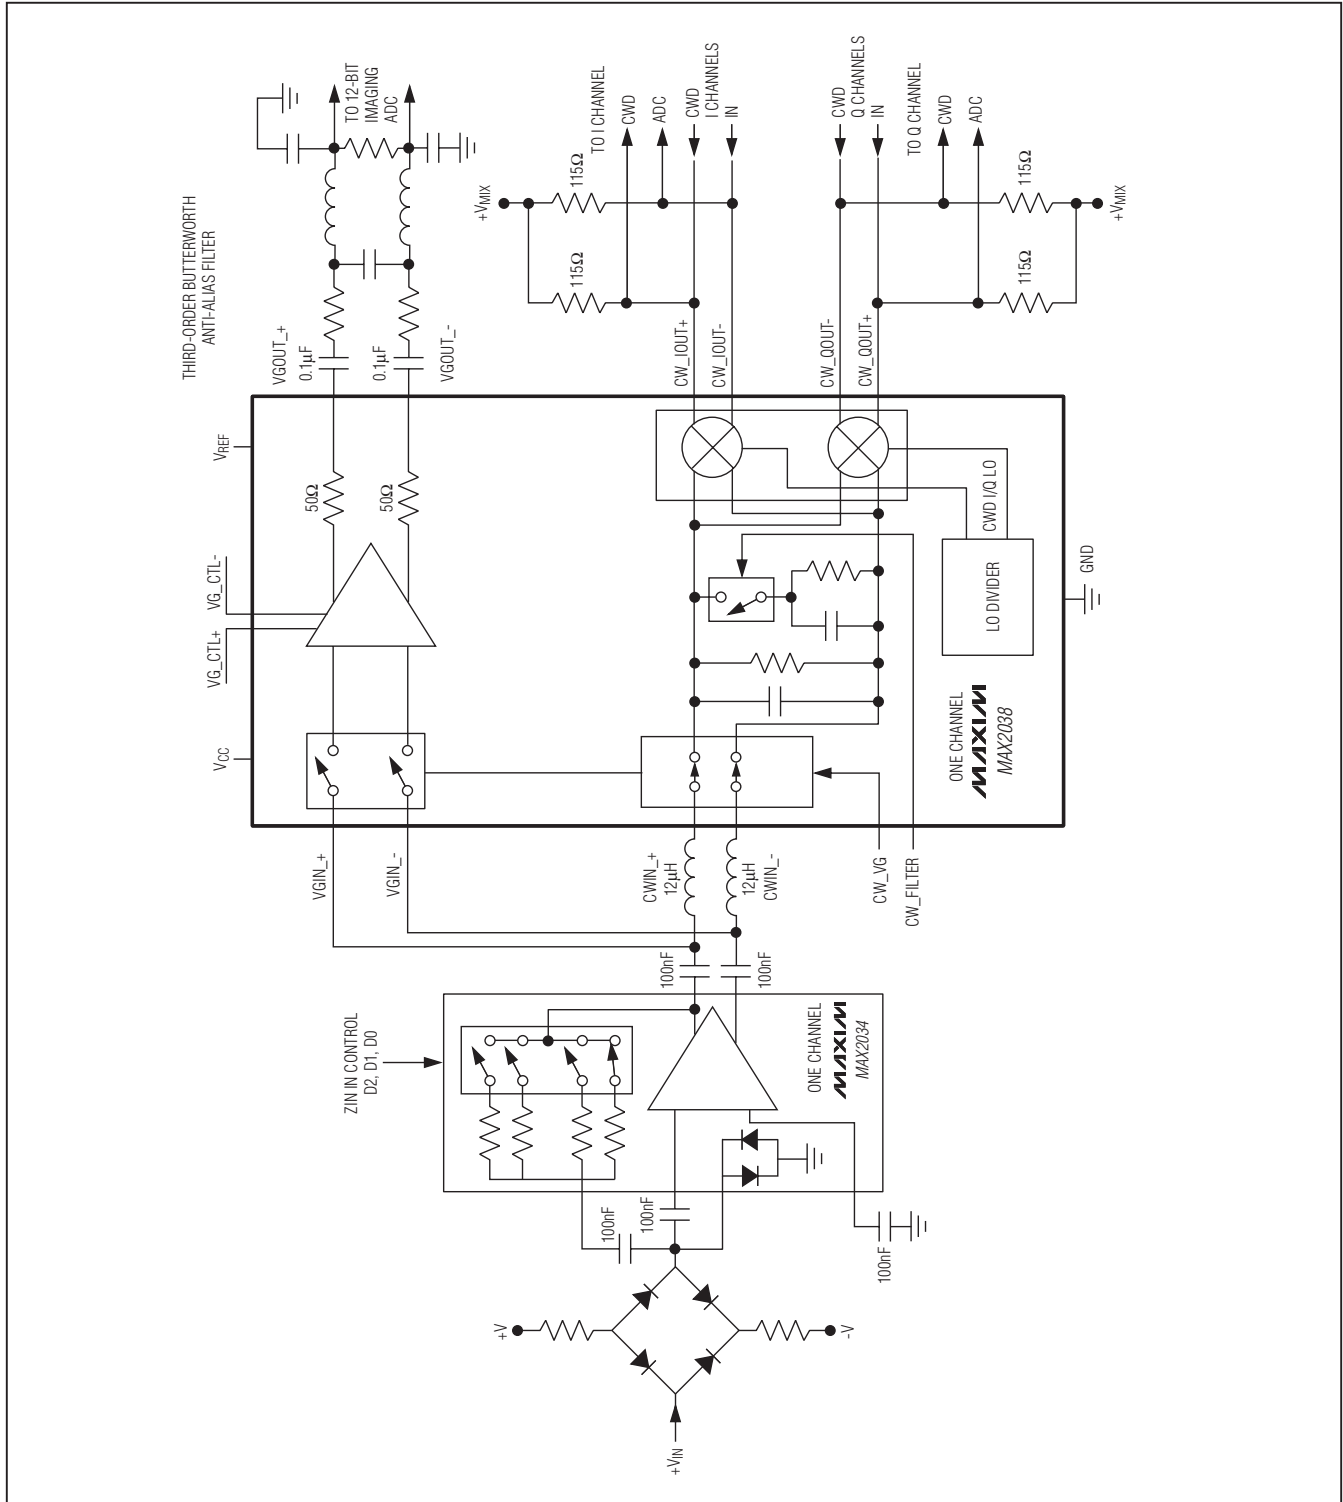 +VIN
+V
-V
100nF
100nF
100nF
ZIN IN CONTROL
D2, D1, D0
ONE CHANNEL
MAXIM
MAX2034
100nF
100nF
VGIN_+
VGIN_-
CWIN_+
12µH
12µH
CWIN_-
CW_VG
CW_FILTER
VCC
VG_CTL+
VG_CTL-
VREF
50Ω
50Ω
ONE CHANNEL
MAXIM
MAX2038
LO DIVIDER
CWD I/Q LO
GND
THIRD-ORDER BUTTERWORTH
ANTI-ALIAS FILTER
VGOUT_+
0.1µF
0.1µF
VGOUT_-
TO 12-BIT
IMAGING
ADC
CW_IOUT+
CW_IOUT-
CW_QOUT-
CW_QOUT+
+VMIX
115Ω
115Ω
TO I CHANNEL
CWD
ADC
CWD
I CHANNELS
IN
CWD
Q CHANNELS
IN
TO Q CHANNEL
CWD
ADC
115Ω
115Ω
+VMIX